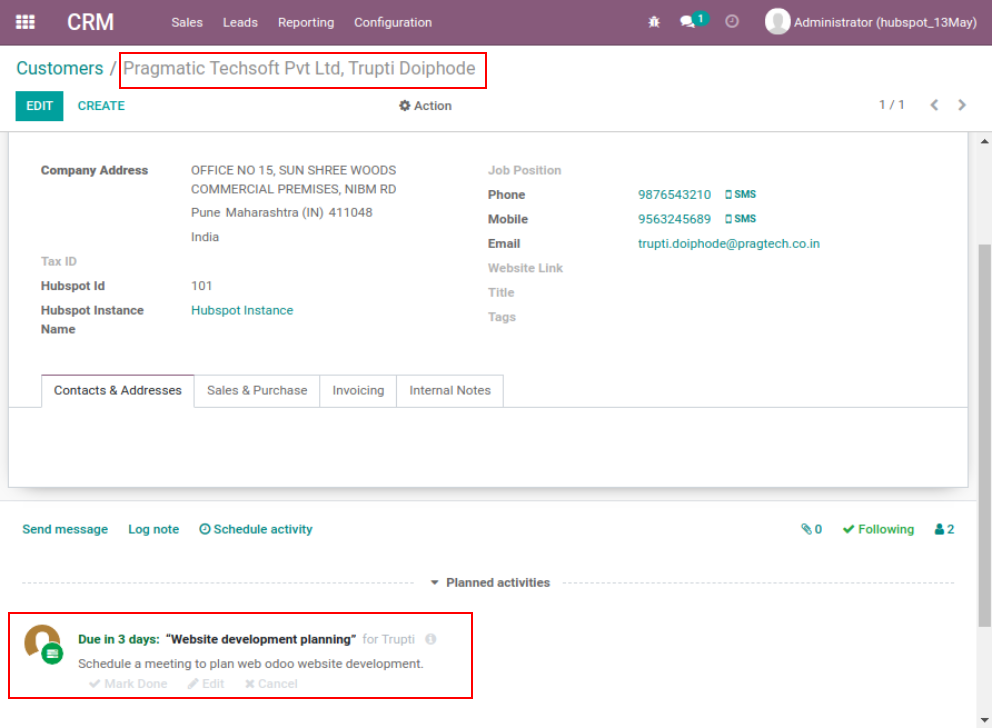 CRM Sales Leads Reporting Configuration 1 Administrator (hubspot_13May)
Customers / Pragmatic Techsoft Pvt Ltd, Trupti Doiphode
EDIT CREATE Action 1 / 1
Company Address OFFICE NO 15, SUN SHREE WOODS
COMMERCIAL PREMISES, NIBM RD
Pune Maharashtra (IN) 411048
India
Tax ID
Hubspot Id 101
Hubspot Instance Name Hubspot Instance
Job Position
Phone 9876543210 SMS
Mobile 9563245689 SMS
Email trupti.doiphode@pragtech.co.in
Website Link
Title
Tags
Contacts & Addresses Sales & Purchase Invoicing Internal Notes
Send message Log note Schedule activity 0 Following 2
Planned activities
Due in 3 days: “Website development planning” for Trupti
Schedule a meeting to plan web odoo website development.
Mark Done Edit Cancel